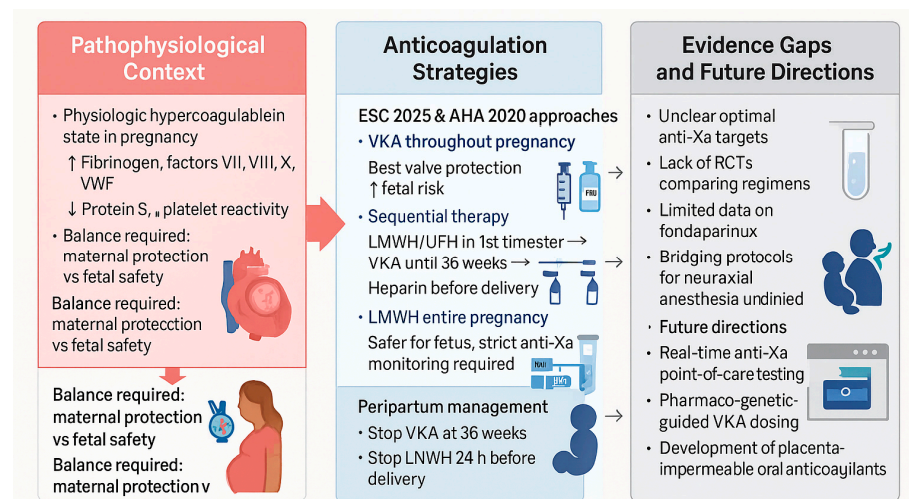 Pathophysiological
Context
• Physiologic hypercoagulablein
state in pregnancy
↑ Fibrinogen, factors VII, VIII, X,
VWF
↓ Protein S, „ platelet reactivity
• Balance required:
maternal protection
vs fetal safety
Balance required:
maternal protecction
vs fetal safety
Balance required:
maternal protection
vs fetal safety
Balance required:
maternal protection v
Anticoagulation
Strategies
ESC 2025 & AHA 2020 approaches
• VKA throughout pregnancy
Best valve protection
↑ fetal risk
FRU
• Sequential therapy
LMWH/UFH in 1st timester →
VKA until 36 weeks →
Heparin before delivery
• LMWH entire pregnancy
Safer for fetus, strict anti-Xa
monitoring required
Peripartum management
• Stop VKA at 36 weeks
• Stop LNWH 24 h before
delivery
Evidence Gaps
and Future Directions
• Unclear optimal
anti-Xa targets
• Lack of RCTs
comparing regimens
• Limited data on
fondaparinux
• Bridging protocols
for neuraxial
anesthesia undinied
· Future directions
• Real-time anti-Xa
point-of-care testing
• Pharmaco-genetic-
guided VKA dosing
• Development of placenta-
impermeable oral anticoayilants